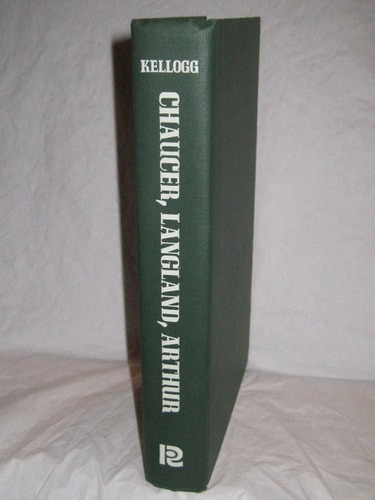 KELLOGG
CHAUCER, LANGLAND, ARTHUR